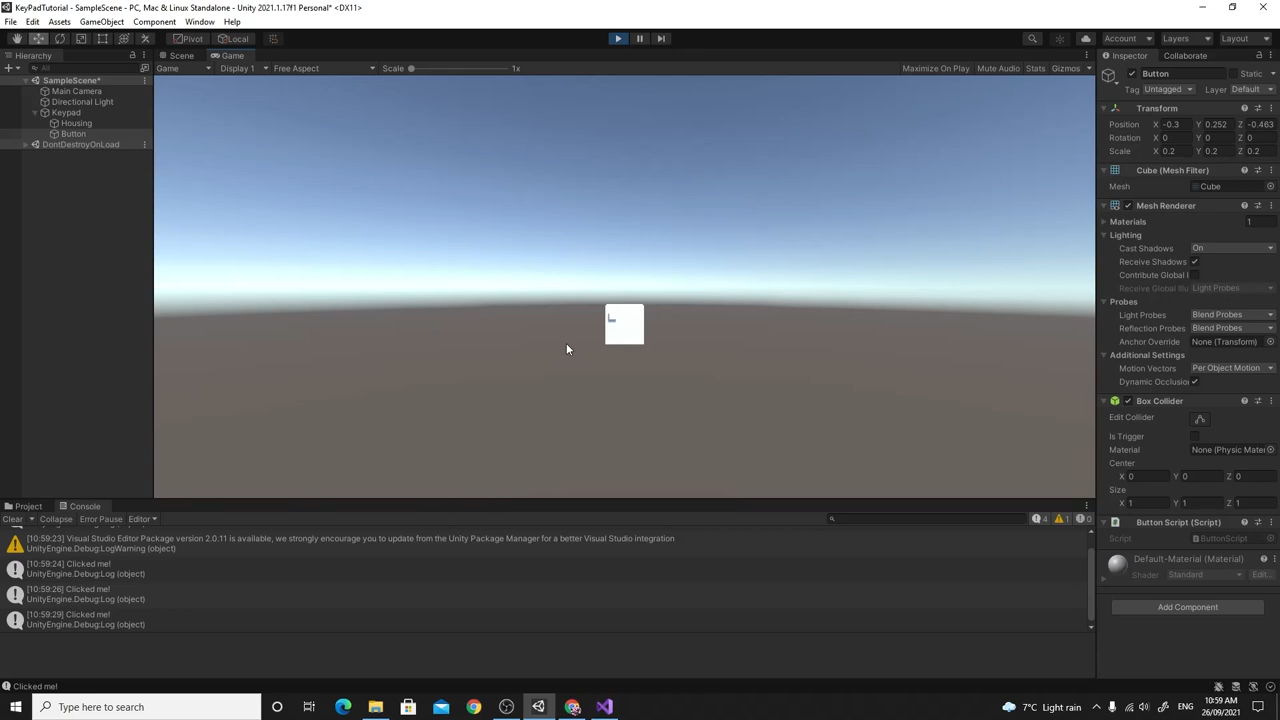 KeyPadTutorial - SampleScene - PC, Mac & Linux Standalone - Unity 2021.1.17f1 Personal* <DX11>
File Edit Assets GameObject Component Window Help
Pivot Local Account Layers Layout
Hierarchy Scene Game Inspector Collaborate
All Game Display 1 Free Aspect Scale 1x Maximize On Play Mute Audio Stats Gizmos
Button Static
SampleScene*
Main Camera
Directional Light
Keypad
Housing
Button
DontDestroyOnLoad
Tag Untagged Layer Default
Transform
Position X -0.3 Y 0.252 Z -0.463
Rotation X 0 Y 0 Z 0
Scale X 0.2 Y 0.2 Z 0.2
Cube (Mesh Filter)
Mesh Cube
Mesh Renderer
Materials 1
Lighting
Cast Shadows On
Receive Shadows
Contribute Global I
Receive Global Illu Light Probes
Probes
Light Probes Blend Probes
Reflection Probes Blend Probes
Anchor Override None (Transform)
Additional Settings
Motion Vectors Per Object Motion
Dynamic Occlusion
Box Collider
Edit Collider
Is Trigger
Material None (Physic Mater
Center
X 0 Y 0 Z 0
Size
X 1 Y 1 Z 1
Button Script (Script)
Script ButtonScript
Default-Material (Material)
Shader Standard Edit...
Add Component
Project Console
Clear Collapse Error Pause Editor 4 1 0
[10:59:23] Visual Studio Editor Package version 2.0.11 is available, we strongly encourage you to update from the Unity Package Manager for a better Visual Studio integration
UnityEngine.Debug:LogWarning (object)
[10:59:24] Clicked me!
UnityEngine.Debug:Log (object)
[10:59:26] Clicked me!
UnityEngine.Debug:Log (object)
[10:59:29] Clicked me!
UnityEngine.Debug:Log (object)
Clicked me!
Type here to search
7°C Light rain
10:59 AM
26/09/2021